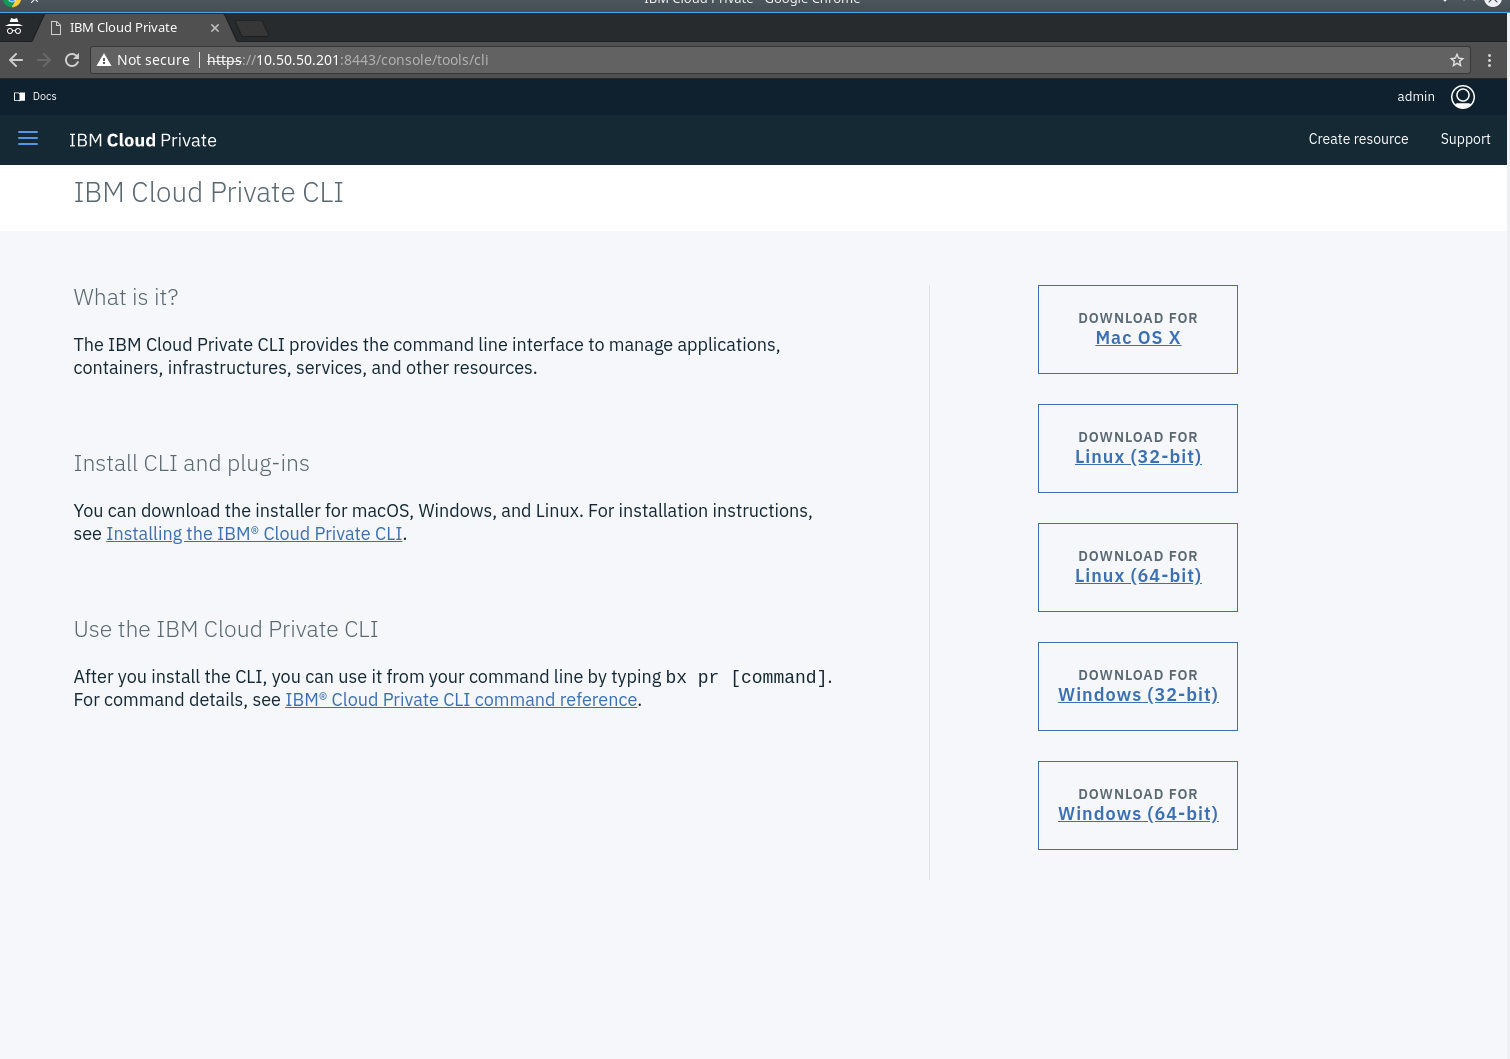 IBM Cloud Private - Google Chrome
IBM Cloud Private
Not secure | https://10.50.50.201:8443/console/tools/cli
Docs
admin
IBM Cloud Private
Create resource
Support
IBM Cloud Private CLI
What is it?
The IBM Cloud Private CLI provides the command line interface to manage applications,
containers, infrastructures, services, and other resources.
Install CLI and plug-ins
You can download the installer for macOS, Windows, and Linux. For installation instructions,
see Installing the IBM® Cloud Private CLI.
Use the IBM Cloud Private CLI
After you install the CLI, you can use it from your command line by typing bx pr [command].
For command details, see IBM® Cloud Private CLI command reference.
DOWNLOAD FOR
Mac OS X
DOWNLOAD FOR
Linux (32-bit)
DOWNLOAD FOR
Linux (64-bit)
DOWNLOAD FOR
Windows (32-bit)
DOWNLOAD FOR
Windows (64-bit)